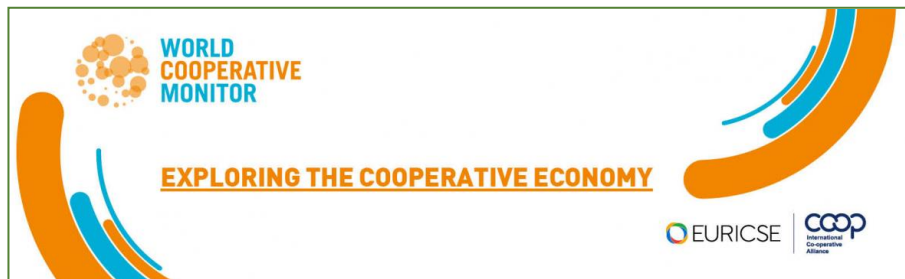 WORLD
COOPERATIVE
MONITOR
EXPLORING THE COOPERATIVE ECONOMY
EURICSE
COOP
International
Co-operative
Alliance